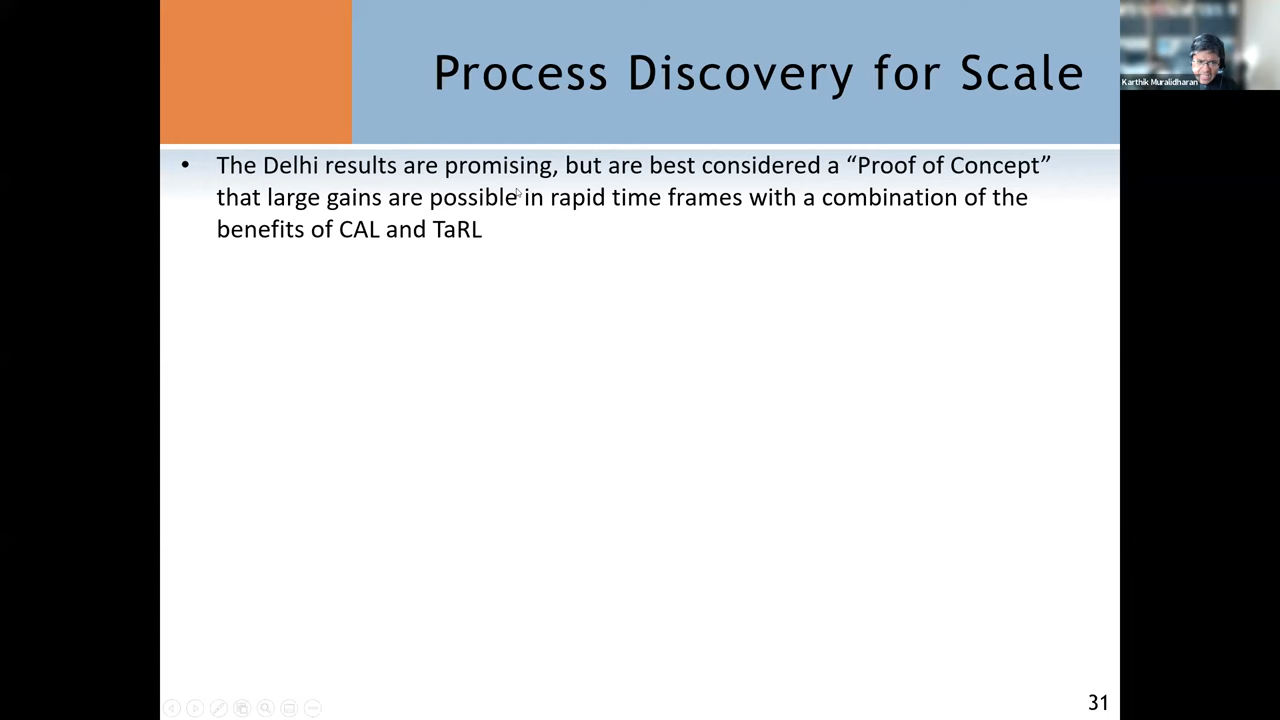 Process Discovery for Scale
Karthik Muralidharan
• The Delhi results are promising, but are best considered a “Proof of Concept”
that large gains are possible in rapid time frames with a combination of the
benefits of CAL and TaRL
31